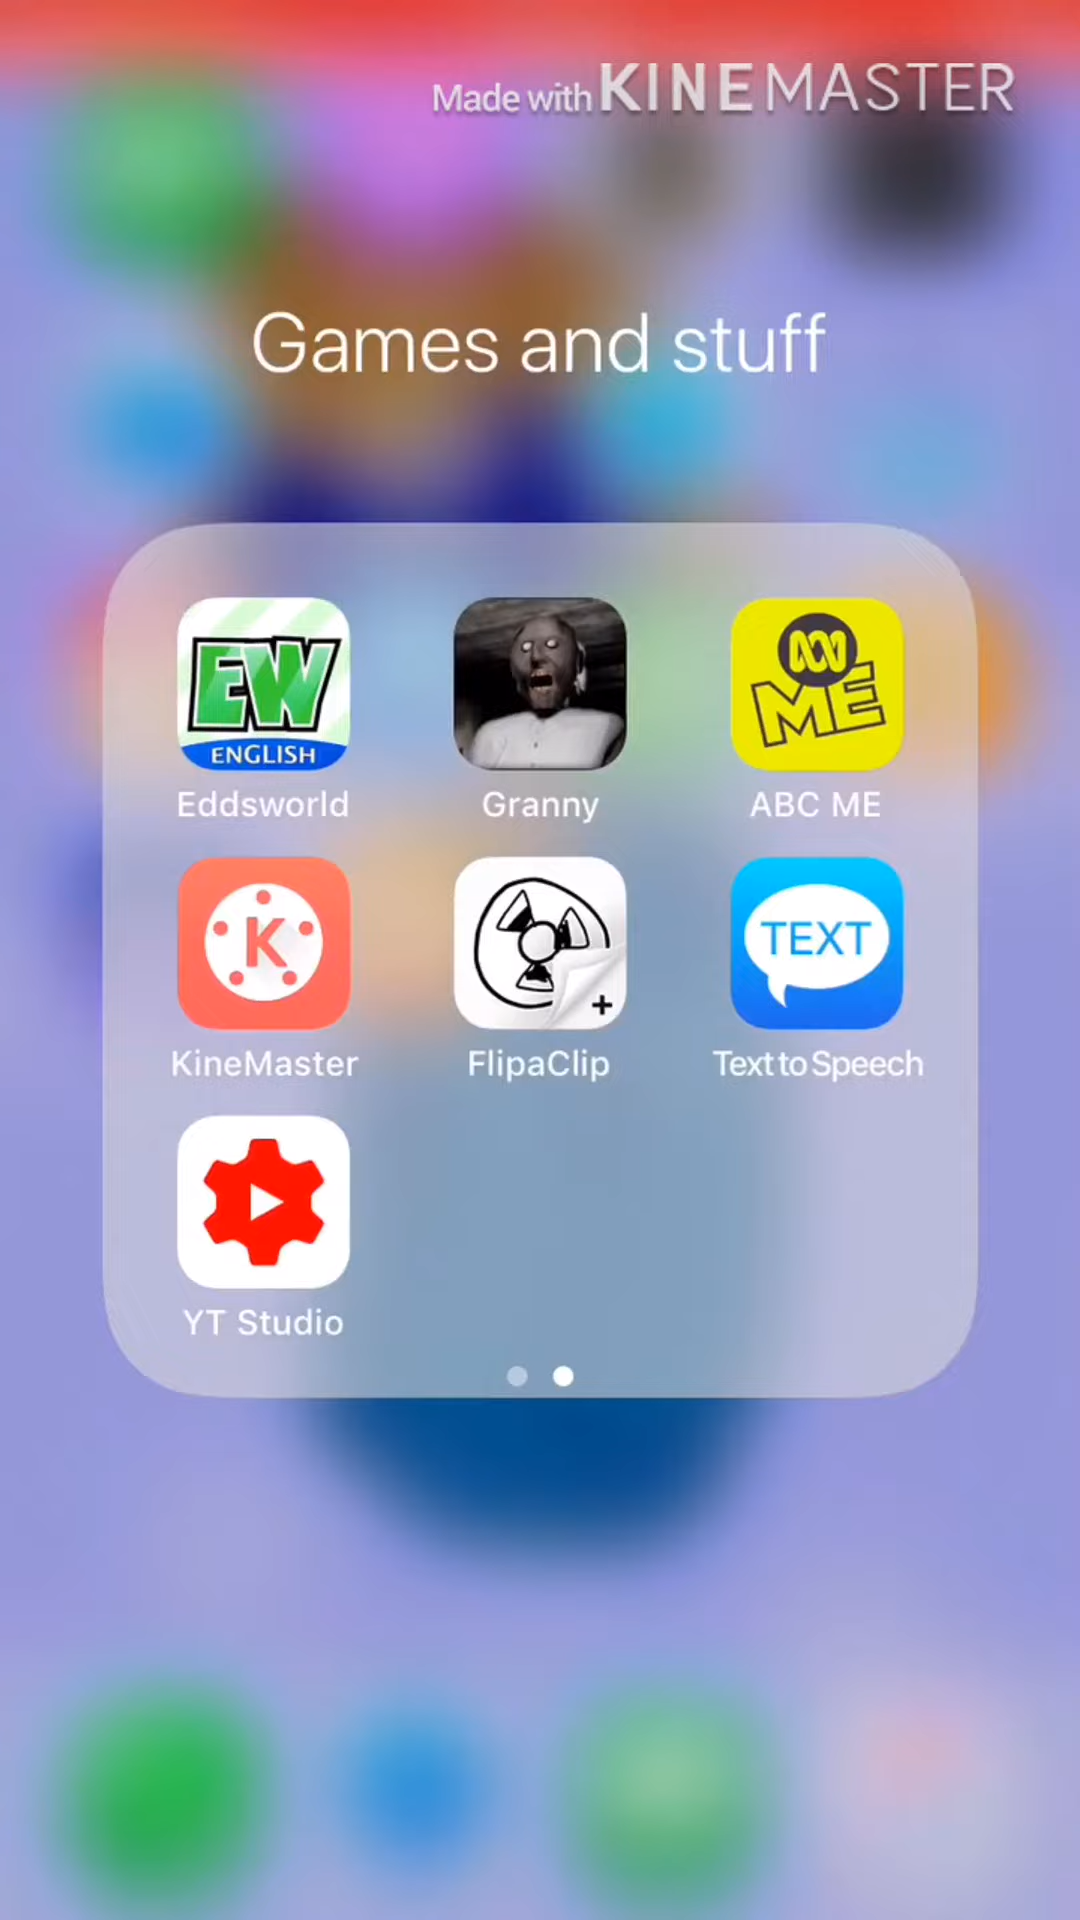 Made with KINEMASTER
Games and stuff
EW
ENGLISH
ME
Eddsworld Granny ABC ME
K
TEXT
+
KineMaster FlipaClip Text to Speech
YT Studio